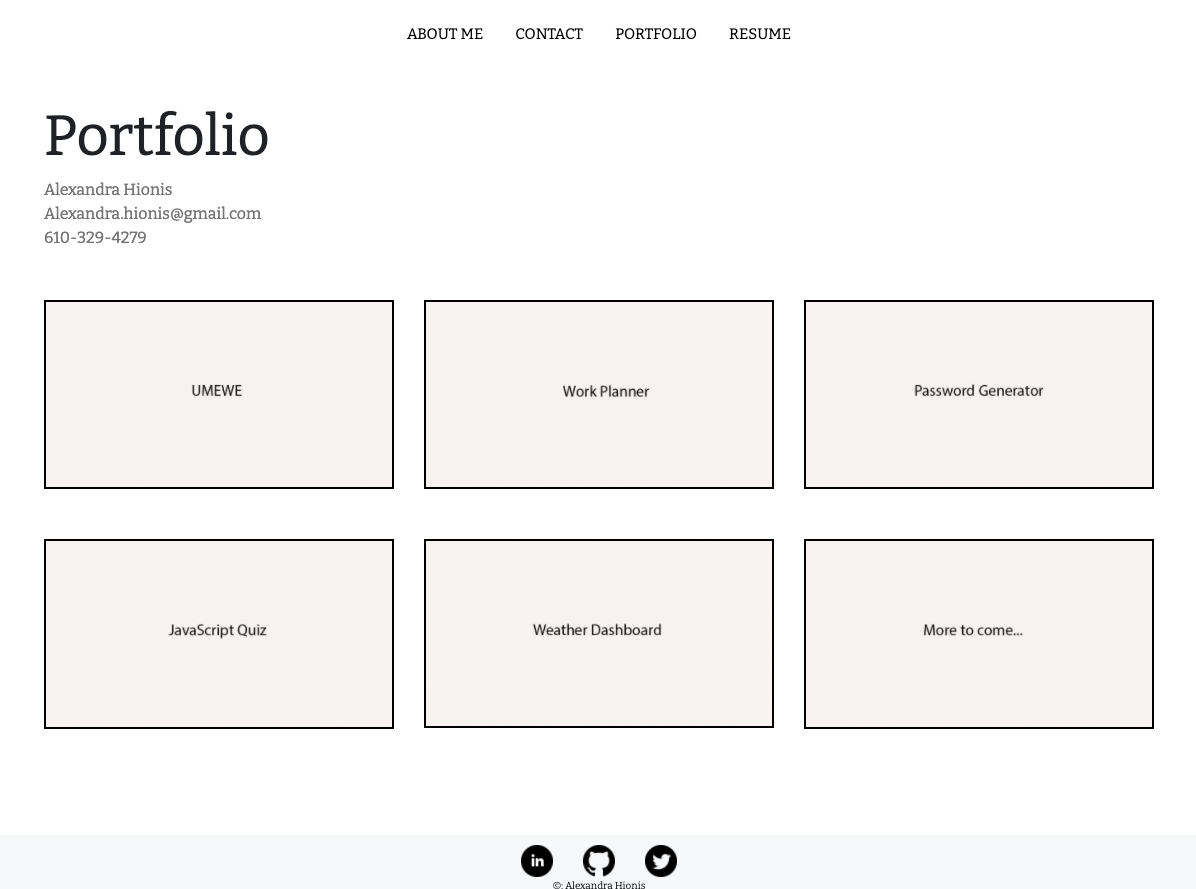 ABOUT ME CONTACT PORTFOLIO RESUME
Portfolio
Alexandra Hionis
Alexandra.hionis@gmail.com
610-329-4279
UMEWE Work Planner Password Generator
JavaScript Quiz Weather Dashboard More to come...
in
©: Alexandra Hionis